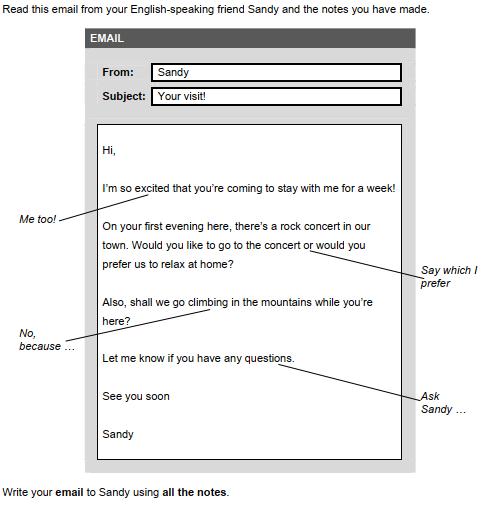 Read this email from your English-speaking friend Sandy and the notes you have made.
EMAIL
From: Sandy
Subject: Your visit!
Hi,
I'm so excited that you're coming to stay with me for a week!
Me too!
On your first evening here, there's a rock concert in our
town. Would you like to go to the concert or would you
prefer us to relax at home?
Say which I
prefer
Also, shall we go climbing in the mountains while you're
here?
No,
because …
Let me know if you have any questions.
See you soon
Ask
Sandy …
Sandy
Write your email to Sandy using all the notes.